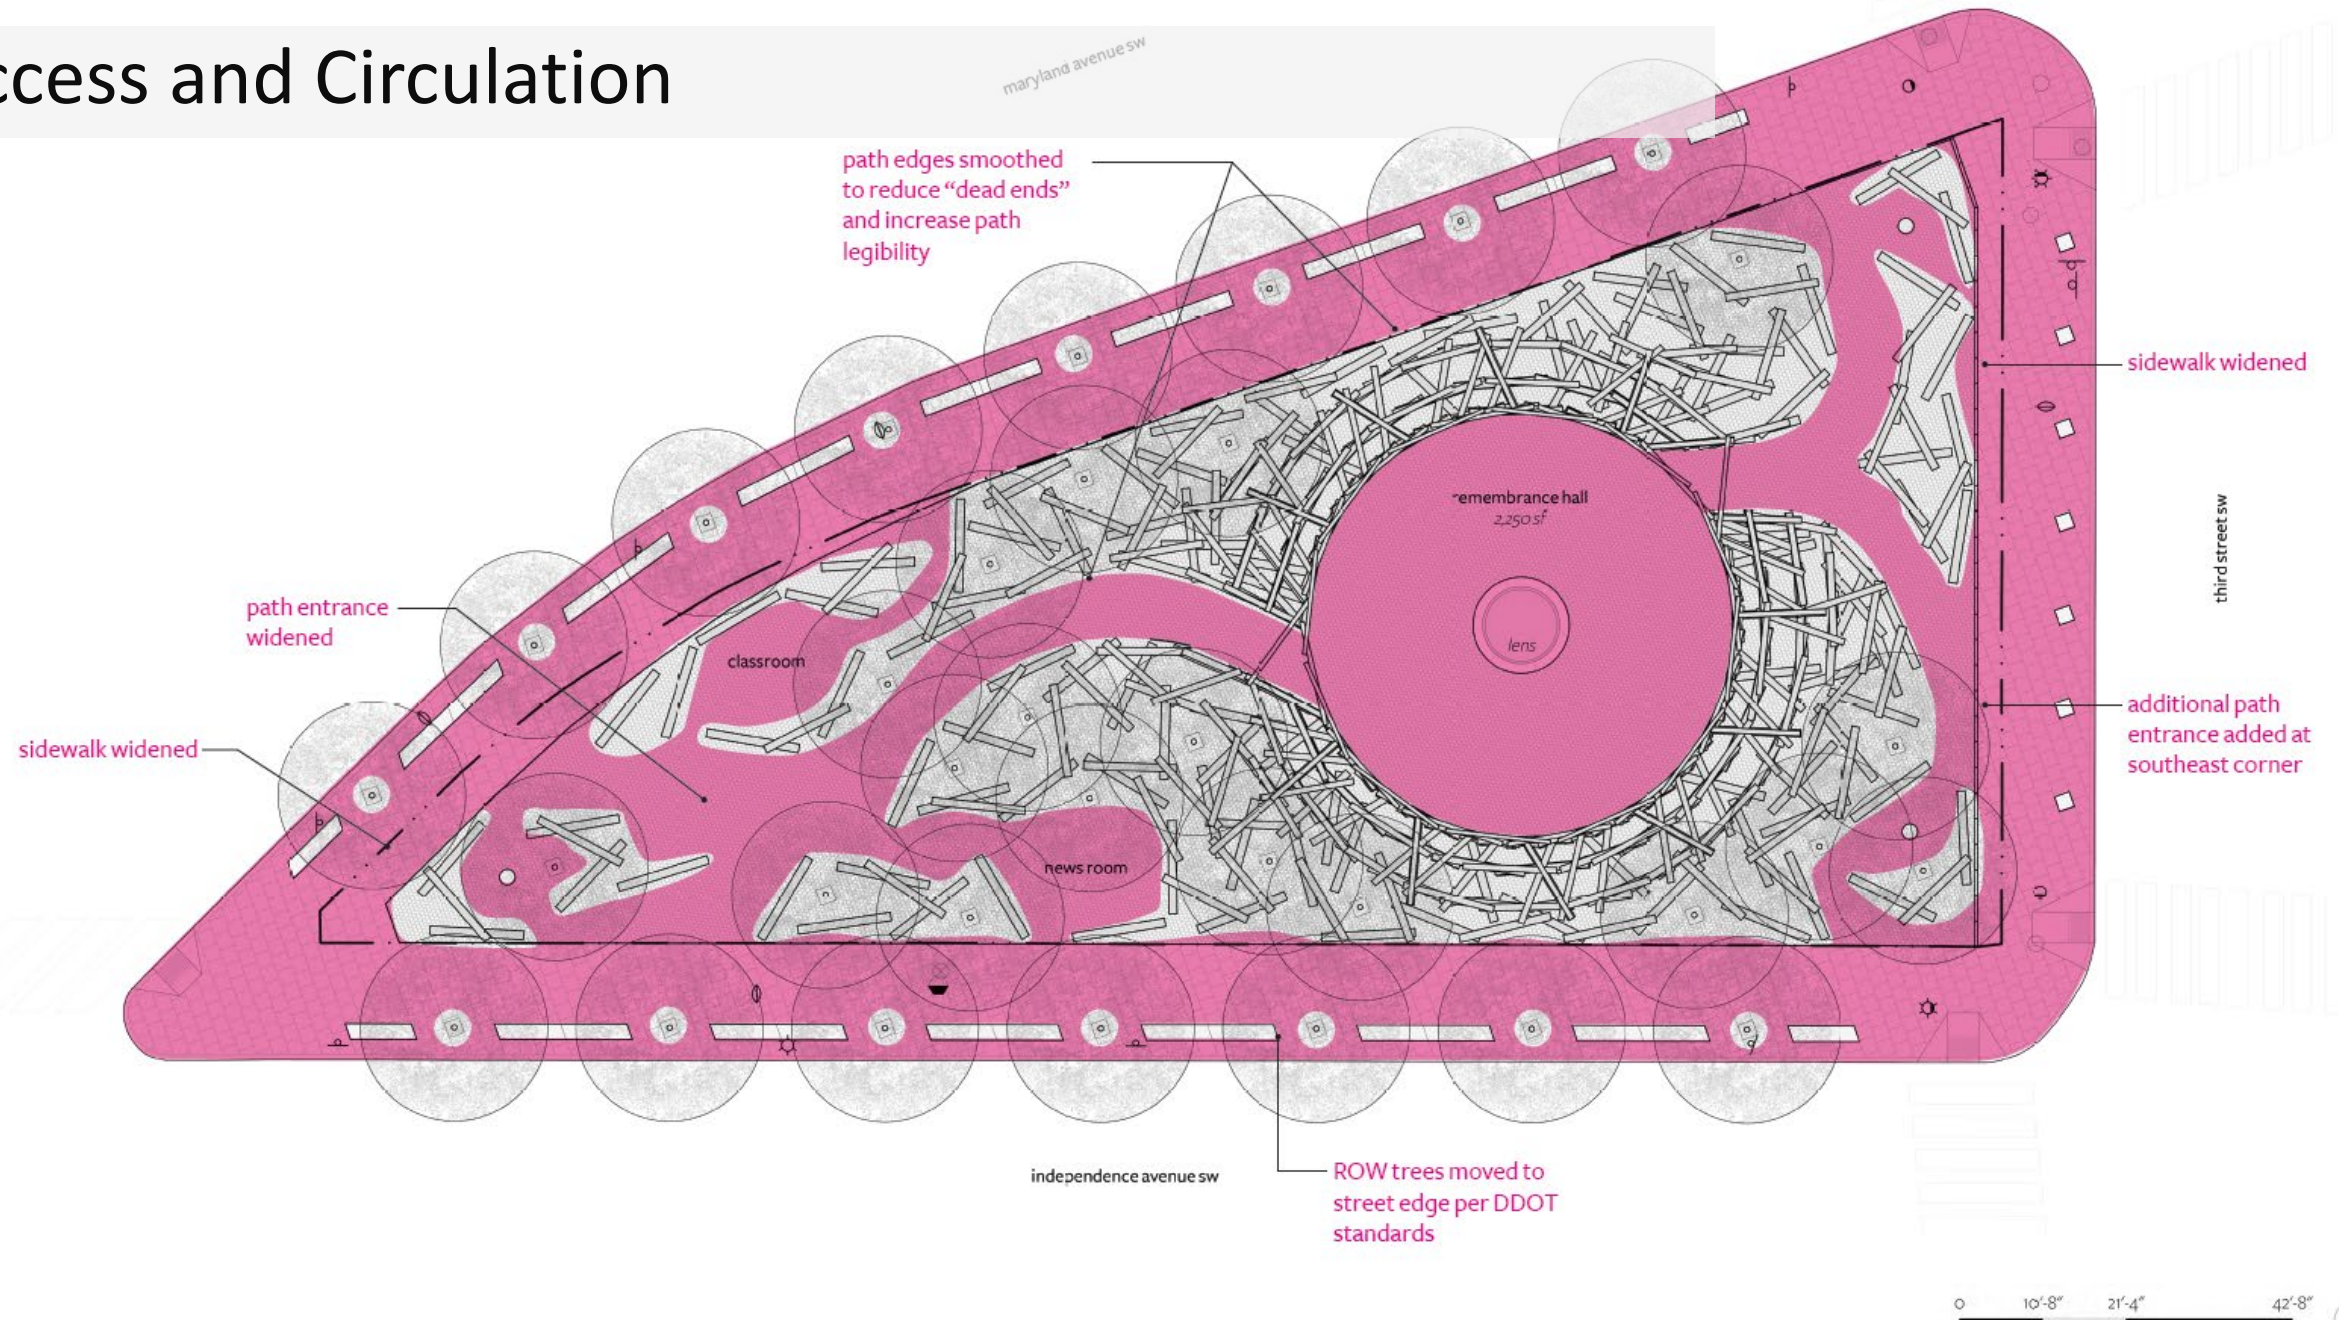 ccess and Circulation
maryland avenue sw
path edges smoothed
to reduce “dead ends”
and increase path
legibility
sidewalk widened
remembrance hall
2,250 sf
third street sw
path entrance
widened
lens
classroom
additional path
entrance added at
southeast corner
sidewalk widened
news room
independence avenue sw
ROW trees moved to
street edge per DDOT
standards
0 10'-8" 21'-4" 42'-8"